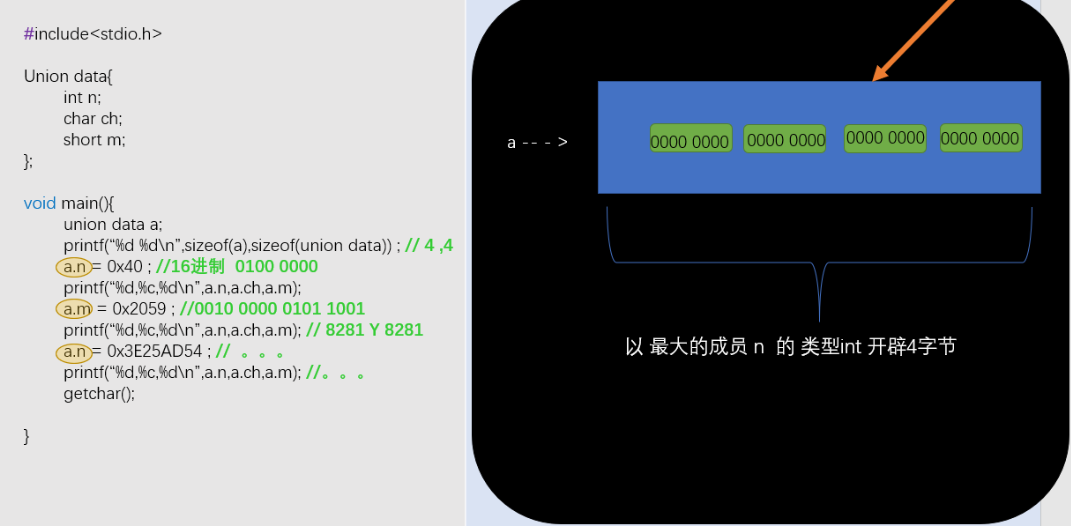 #include<stdio.h>
Union data{
int n;
char ch;
short m;
};
void main(){
union data a;
printf(“%d %d\n”,sizeof(a),sizeof(union data)) ; // 4 ,4
a.n = 0x40 ; //16进制 0100 0000
printf(“%d,%c,%d\n”,a.n,a.ch,a.m);
a.m = 0x2059 ; //0010 0000 0101 1001
printf(“%d,%c,%d\n”,a.n,a.ch,a.m); // 8281 Y 8281
a.n = 0x3E25AD54 ; // 。。。
printf(“%d,%c,%d\n”,a.n,a.ch,a.m); //。。。
getchar();
}
a -- - >
0000 0000 0000 0000 0000 0000 0000 0000
以 最大的成员 n 的 类型int 开辟4字节